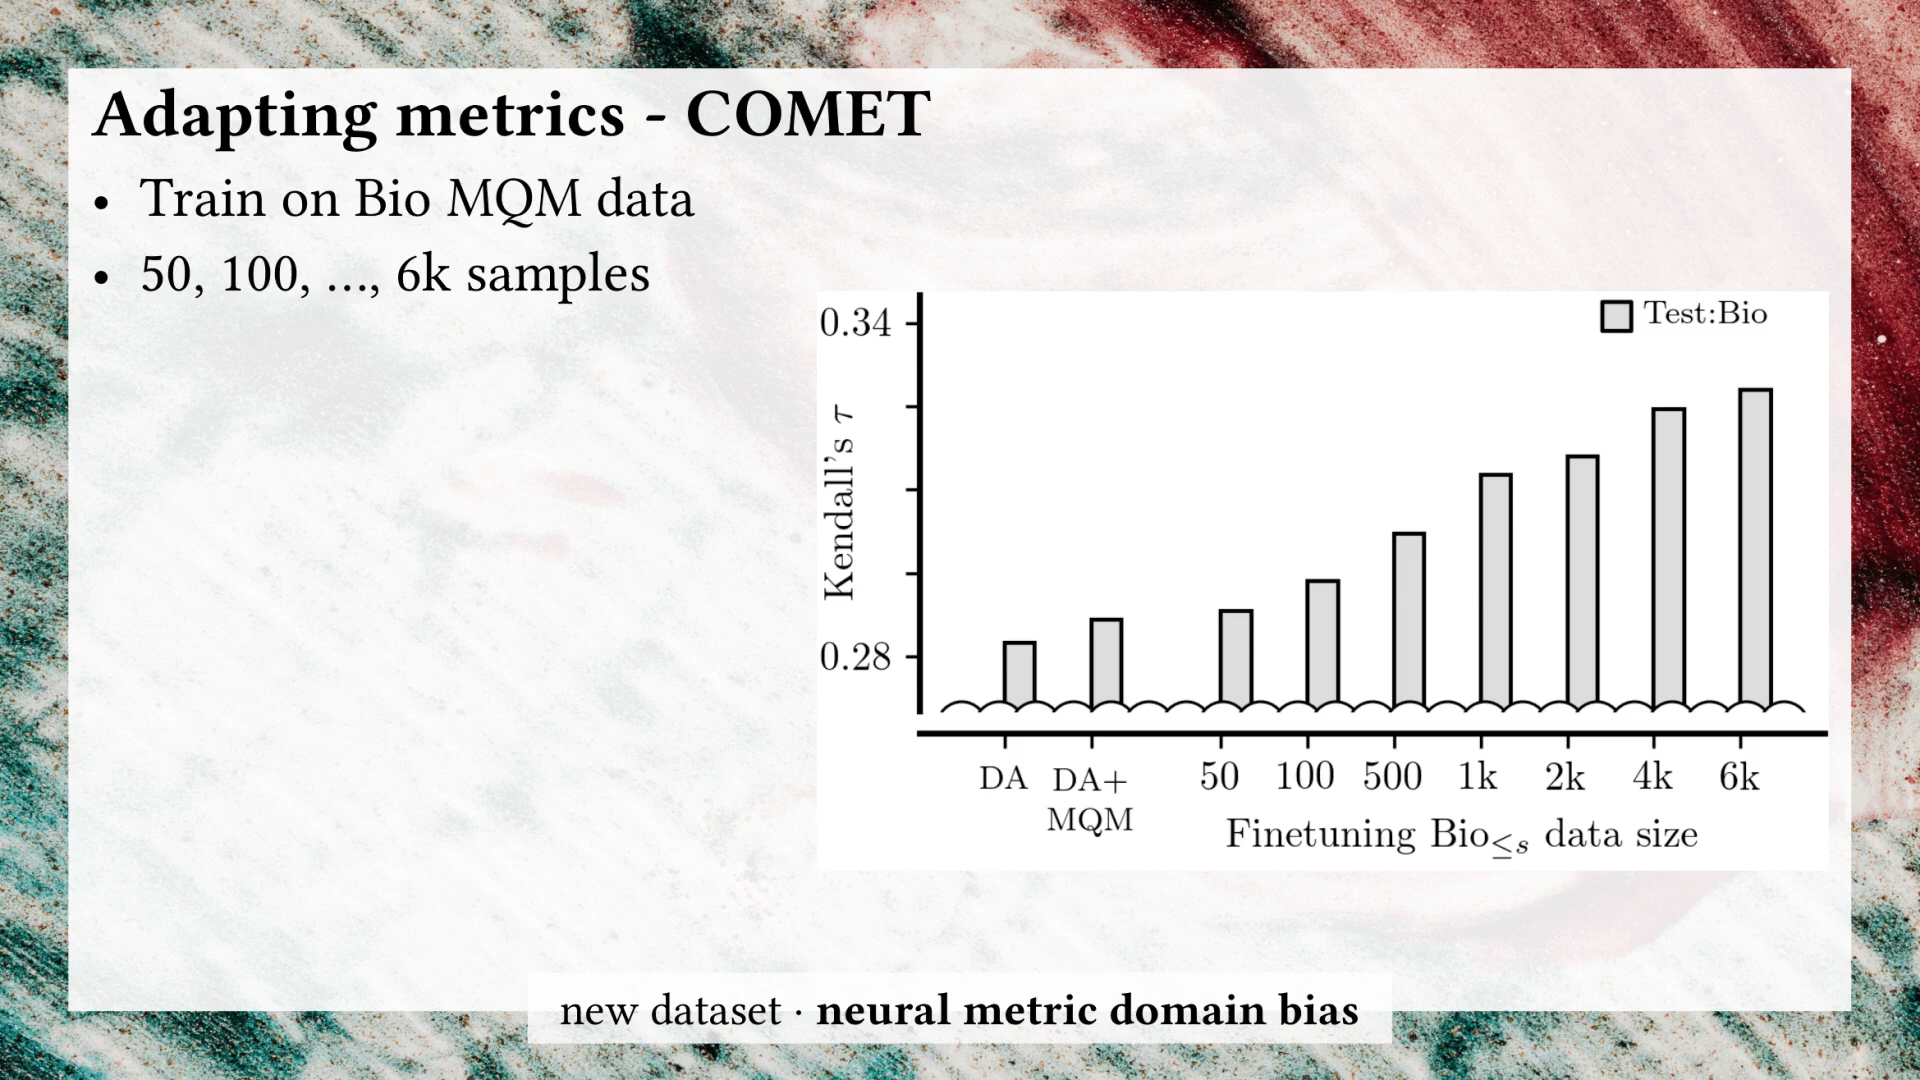 Adapting metrics - COMET
• Train on Bio MQM data
• 50, 100, …, 6k samples
Test:Bio
0.34
Kendall's τ
0.28
DA DA+ 50 100 500 1k 2k 4k 6k
MQM
Finetuning Bio≤s data size
new dataset · neural metric domain bias